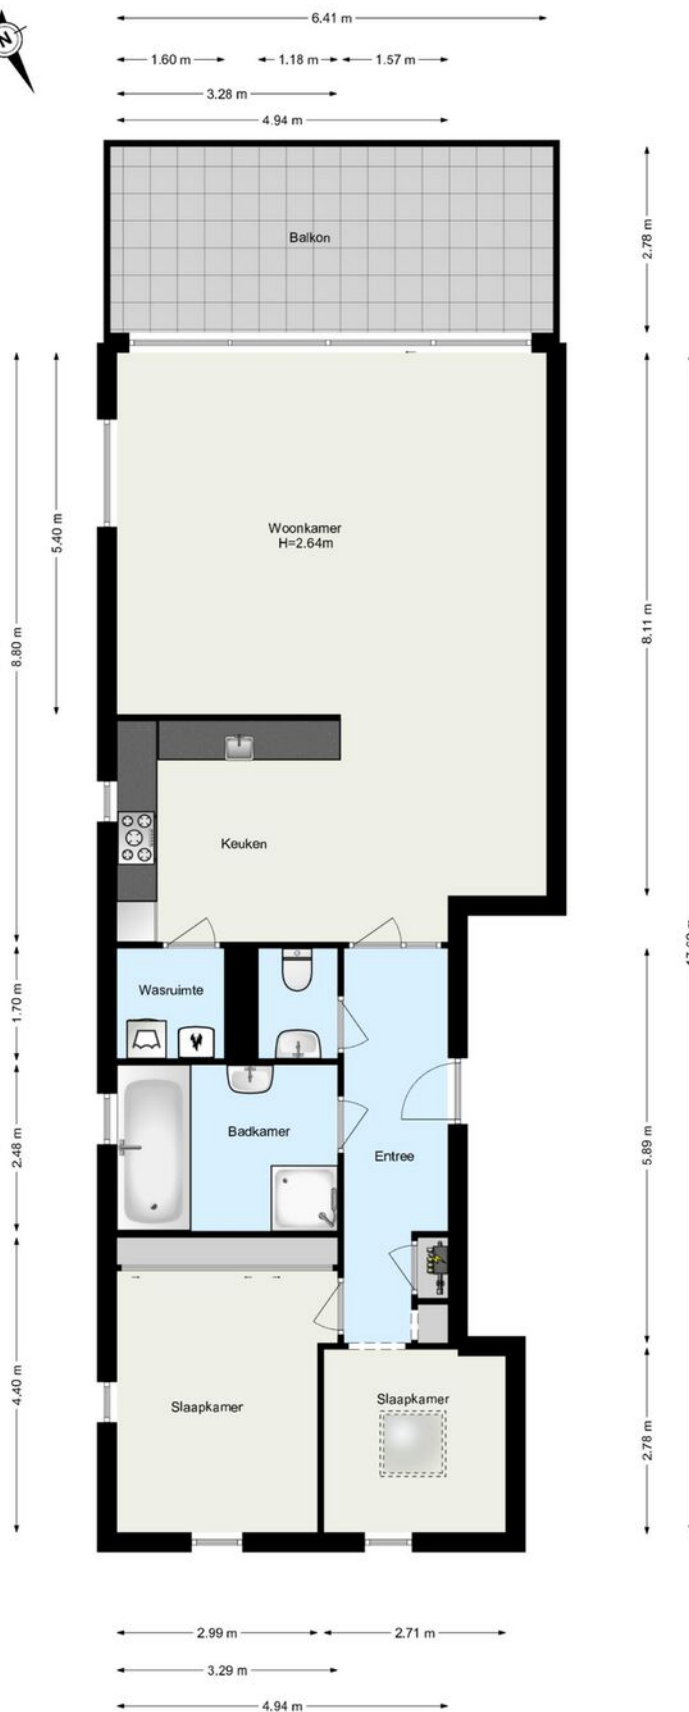 N
6.41 m
1.60 m
1.18 m
1.57 m
3.28 m
4.94 m
Balkon
2.78 m
Woonkamer
H=2.64m
5.40 m
8.80 m
8.11 m
Keuken
Wasruimte
1.70 m
Badkamer
2.48 m
Entree
5.89 m
Slaapkamer
Slaapkamer
4.40 m
2.78 m
2.99 m
2.71 m
3.29 m
4.94 m